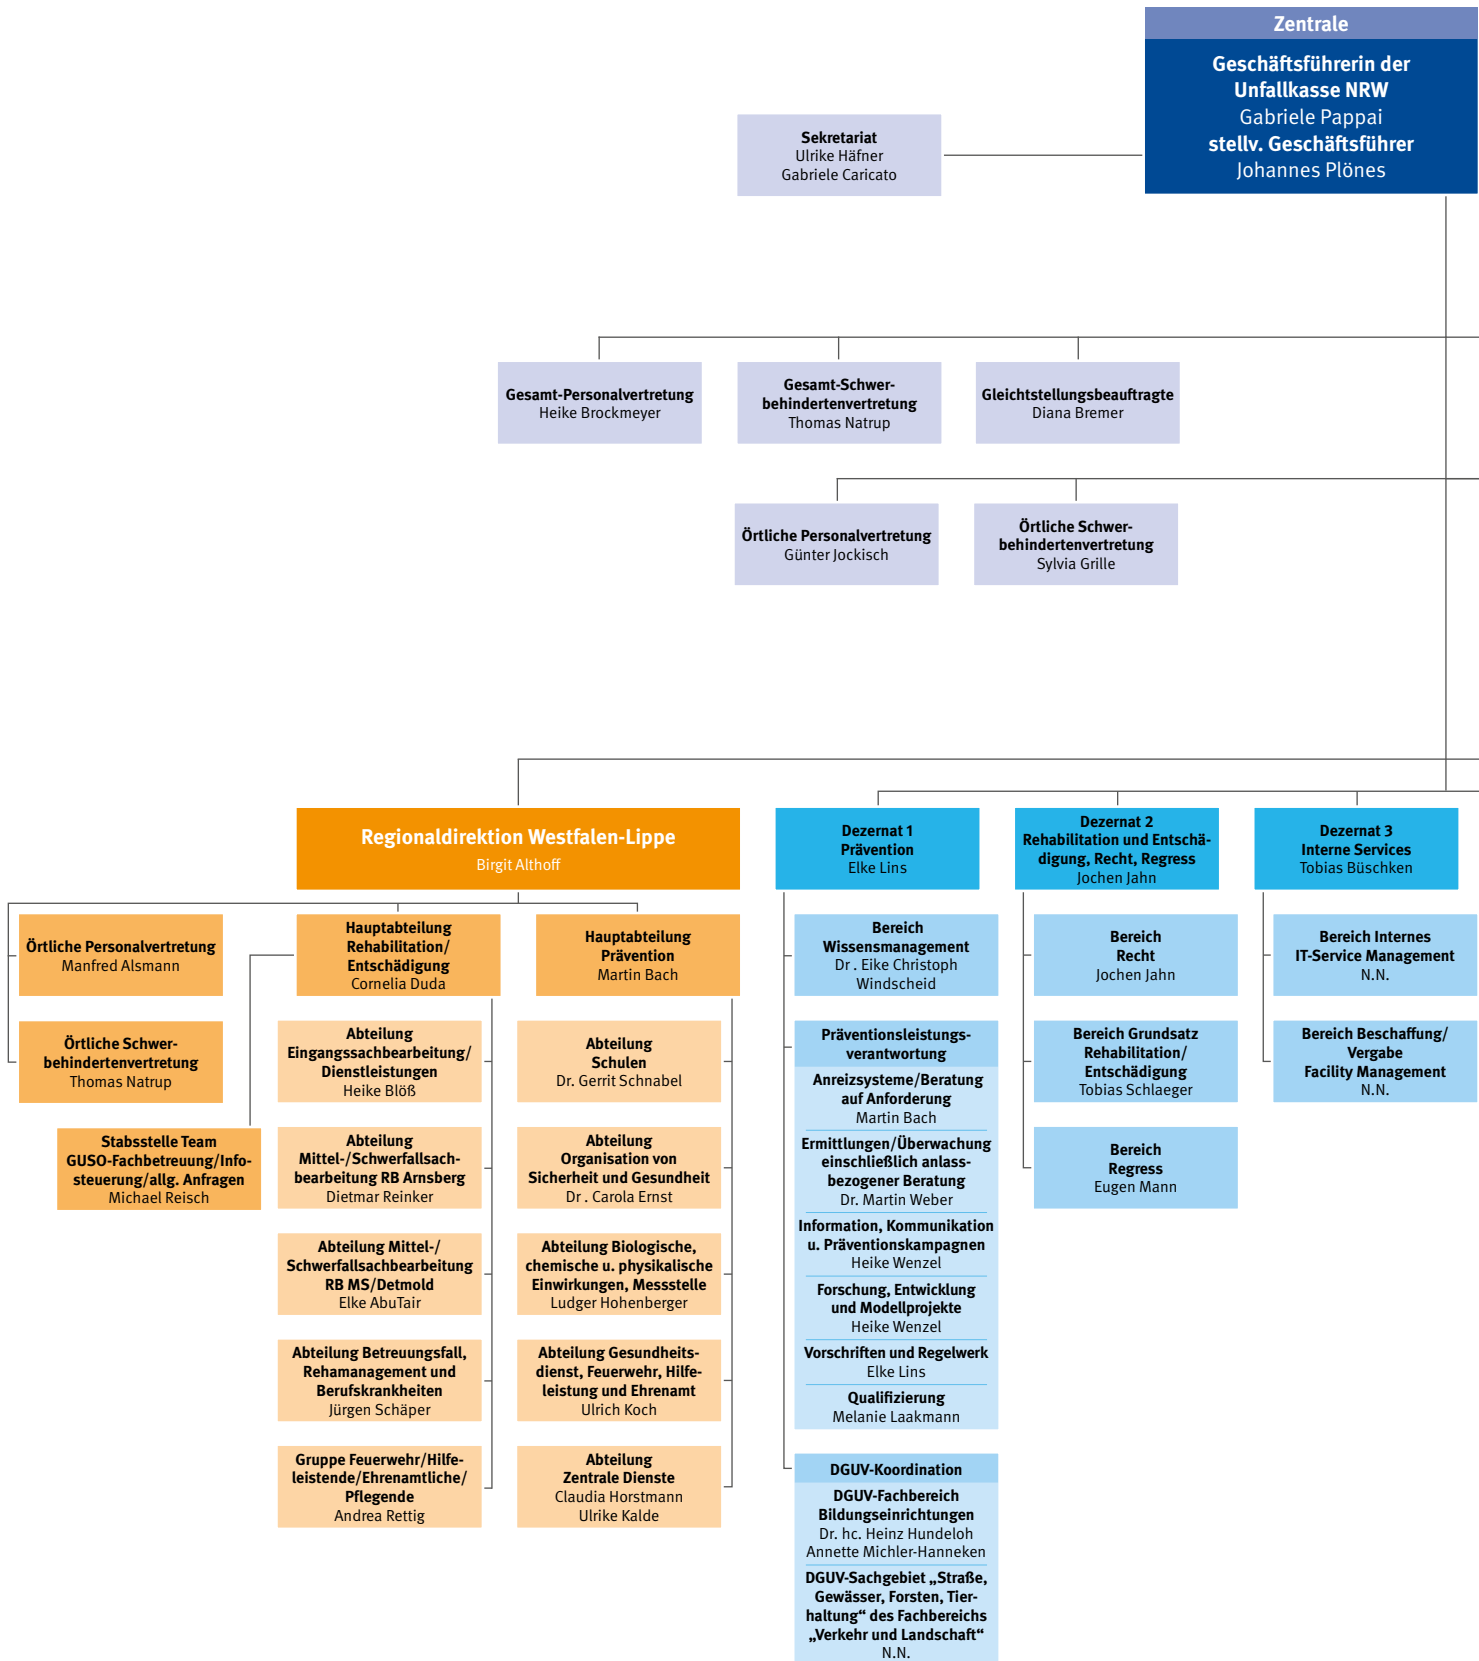 Zentrale
Geschäftsführerin der
Unfallkasse NRW
Gabriele Pappai
stellv. Geschäftsführer
Johannes Plönes
Sekretariat
Ulrike Häfner
Gabriele Caricato
Gesamt-Personalvertretung
Heike Brockmeyer
Gesamt-Schwer-
behindertenvertretung
Thomas Natrup
Gleichtstellungsbeauftragte
Diana Bremer
Örtliche Personalvertretung
Günter Jockisch
Örtliche Schwer-
behindertenvertretung
Sylvia Grille
Regionaldirektion Westfalen-Lippe
Birgit Althoff
Örtliche Personalvertretung
Manfred Alsmann
Örtliche Schwer-
behindertenvertretung
Thomas Natrup
Hauptabteilung
Rehabilitation/
Entschädigung
Cornelia Duda
Stabsstelle Team
GUSO-Fachbetreuung/Info-
steuerung/allg. Anfragen
Michael Reisch
Abteilung
Eingangssachbearbeitung/
Dienstleistungen
Heike Blöß
Abteilung
Mittel-/Schwerfallsach-
bearbeitung RB Arnsberg
Dietmar Reinker
Abteilung Mittel-/
Schwerfallsachbearbeitung
RB MS/Detmold
Elke AbuTair
Abteilung Betreuungsfall,
Rehamanagement und
Berufskrankheiten
Jürgen Schäper
Gruppe Feuerwehr/Hilfe-
leistende/Ehrenamtliche/
Pflegende
Andrea Rettig
Hauptabteilung
Prävention
Martin Bach
Abteilung
Schulen
Dr. Gerrit Schnabel
Abteilung
Organisation von
Sicherheit und Gesundheit
Dr . Carola Ernst
Abteilung Biologische,
chemische u. physikalische
Einwirkungen, Messstelle
Ludger Hohenberger
Abteilung Gesundheits-
dienst, Feuerwehr, Hilfe-
leistung und Ehrenamt
Ulrich Koch
Abteilung
Zentrale Dienste
Claudia Horstmann
Ulrike Kalde
Dezernat 1
Prävention
Elke Lins
Bereich
Wissensmanagement
Dr . Eike Christoph
Windscheid
Präventionsleistungs-
verantwortung
Anreizsysteme/Beratung
auf Anforderung
Martin Bach
Ermittlungen/Überwachung
einschließlich anlass-
bezogener Beratung
Dr. Martin Weber
Information, Kommunikation
u. Präventionskampagnen
Heike Wenzel
Forschung, Entwicklung
und Modellprojekte
Heike Wenzel
Vorschriften und Regelwerk
Elke Lins
Qualifizierung
Melanie Laakmann
DGUV-Koordination
DGUV-Fachbereich
Bildungseinrichtungen
Dr. hc. Heinz Hundeloh
Annette Michler-Hanneken
DGUV-Sachgebiet „Straße,
Gewässer, Forsten, Tier-
haltung“ des Fachbereichs
„Verkehr und Landschaft“
N.N.
Dezernat 2
Rehabilitation und Entschä-
digung, Recht, Regress
Jochen Jahn
Bereich
Recht
Jochen Jahn
Bereich Grundsatz
Rehabilitation/
Entschädigung
Tobias Schlaeger
Bereich
Regress
Eugen Mann
Dezernat 3
Interne Services
Tobias Büschken
Bereich Internes
IT-Service Management
N.N.
Bereich Beschaffung/
Vergabe
Facility Management
N.N.